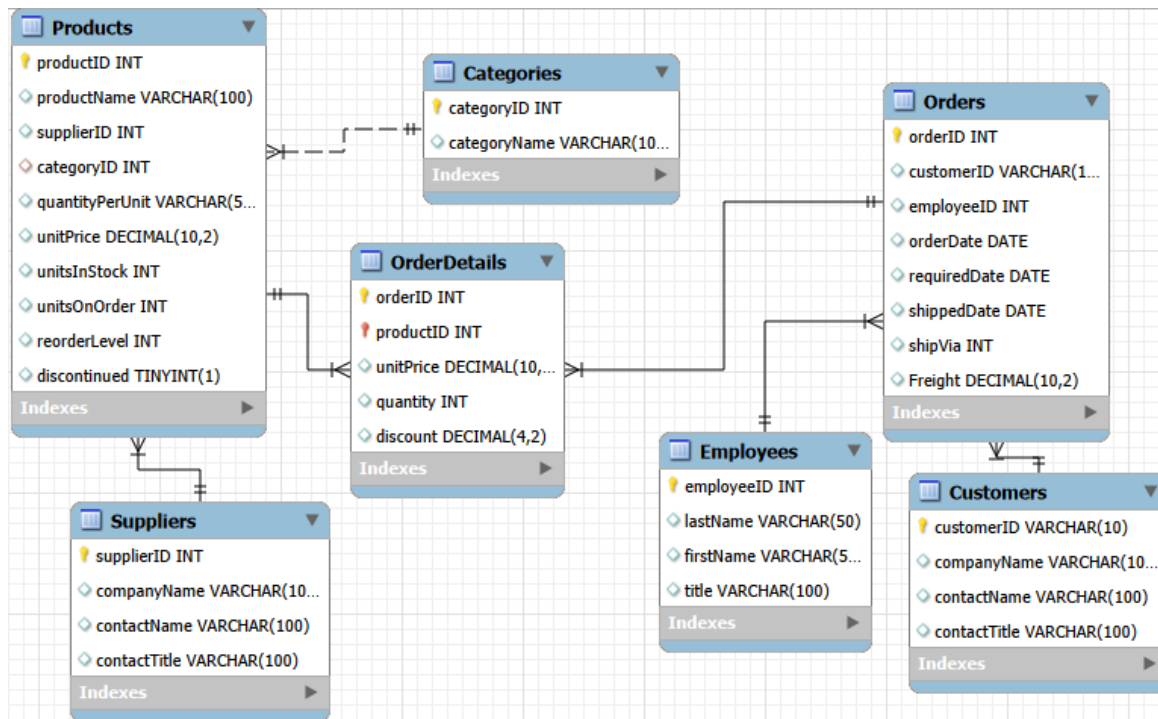 Products
productID INT
productName VARCHAR(100)
supplierID INT
categoryID INT
quantityPerUnit VARCHAR(5...
unitPrice DECIMAL(10,2)
unitsInStock INT
unitsOnOrder INT
reorderLevel INT
discontinued TINYINT(1)
Indexes
Categories
categoryID INT
categoryName VARCHAR(10...
Indexes
OrderDetails
orderID INT
productID INT
unitPrice DECIMAL(10,...
quantity INT
discount DECIMAL(4,2)
Indexes
Orders
orderID INT
customerID VARCHAR(1...
employeeID INT
orderDate DATE
requiredDate DATE
shippedDate DATE
shipVia INT
Freight DECIMAL(10,2)
Indexes
Suppliers
supplierID INT
companyName VARCHAR(10...
contactName VARCHAR(100)
contactTitle VARCHAR(100)
Indexes
Employees
employeeID INT
lastName VARCHAR(50)
firstName VARCHAR(5...
title VARCHAR(100)
Indexes
Customers
customerID VARCHAR(10)
companyName VARCHAR(10...
contactName VARCHAR(100)
contactTitle VARCHAR(100)
Indexes